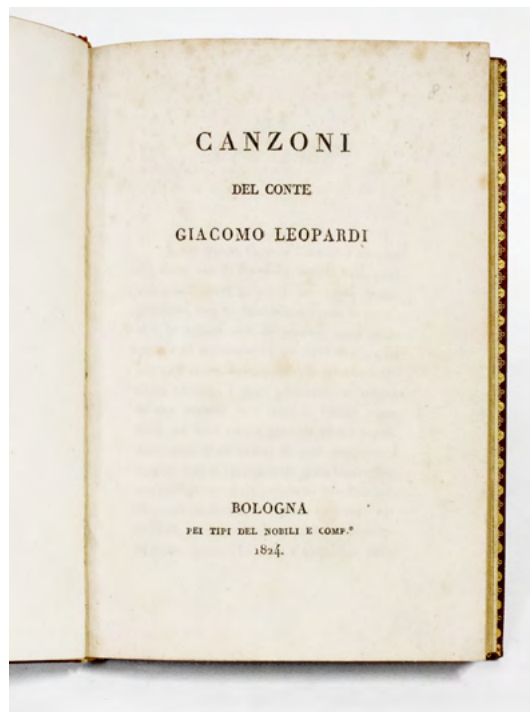 CANZONI
DEL CONTE
GIACOMO LEOPARDI
BOLOGNA
PEI TIPI DEL NOBILI E COMP.º
1824.